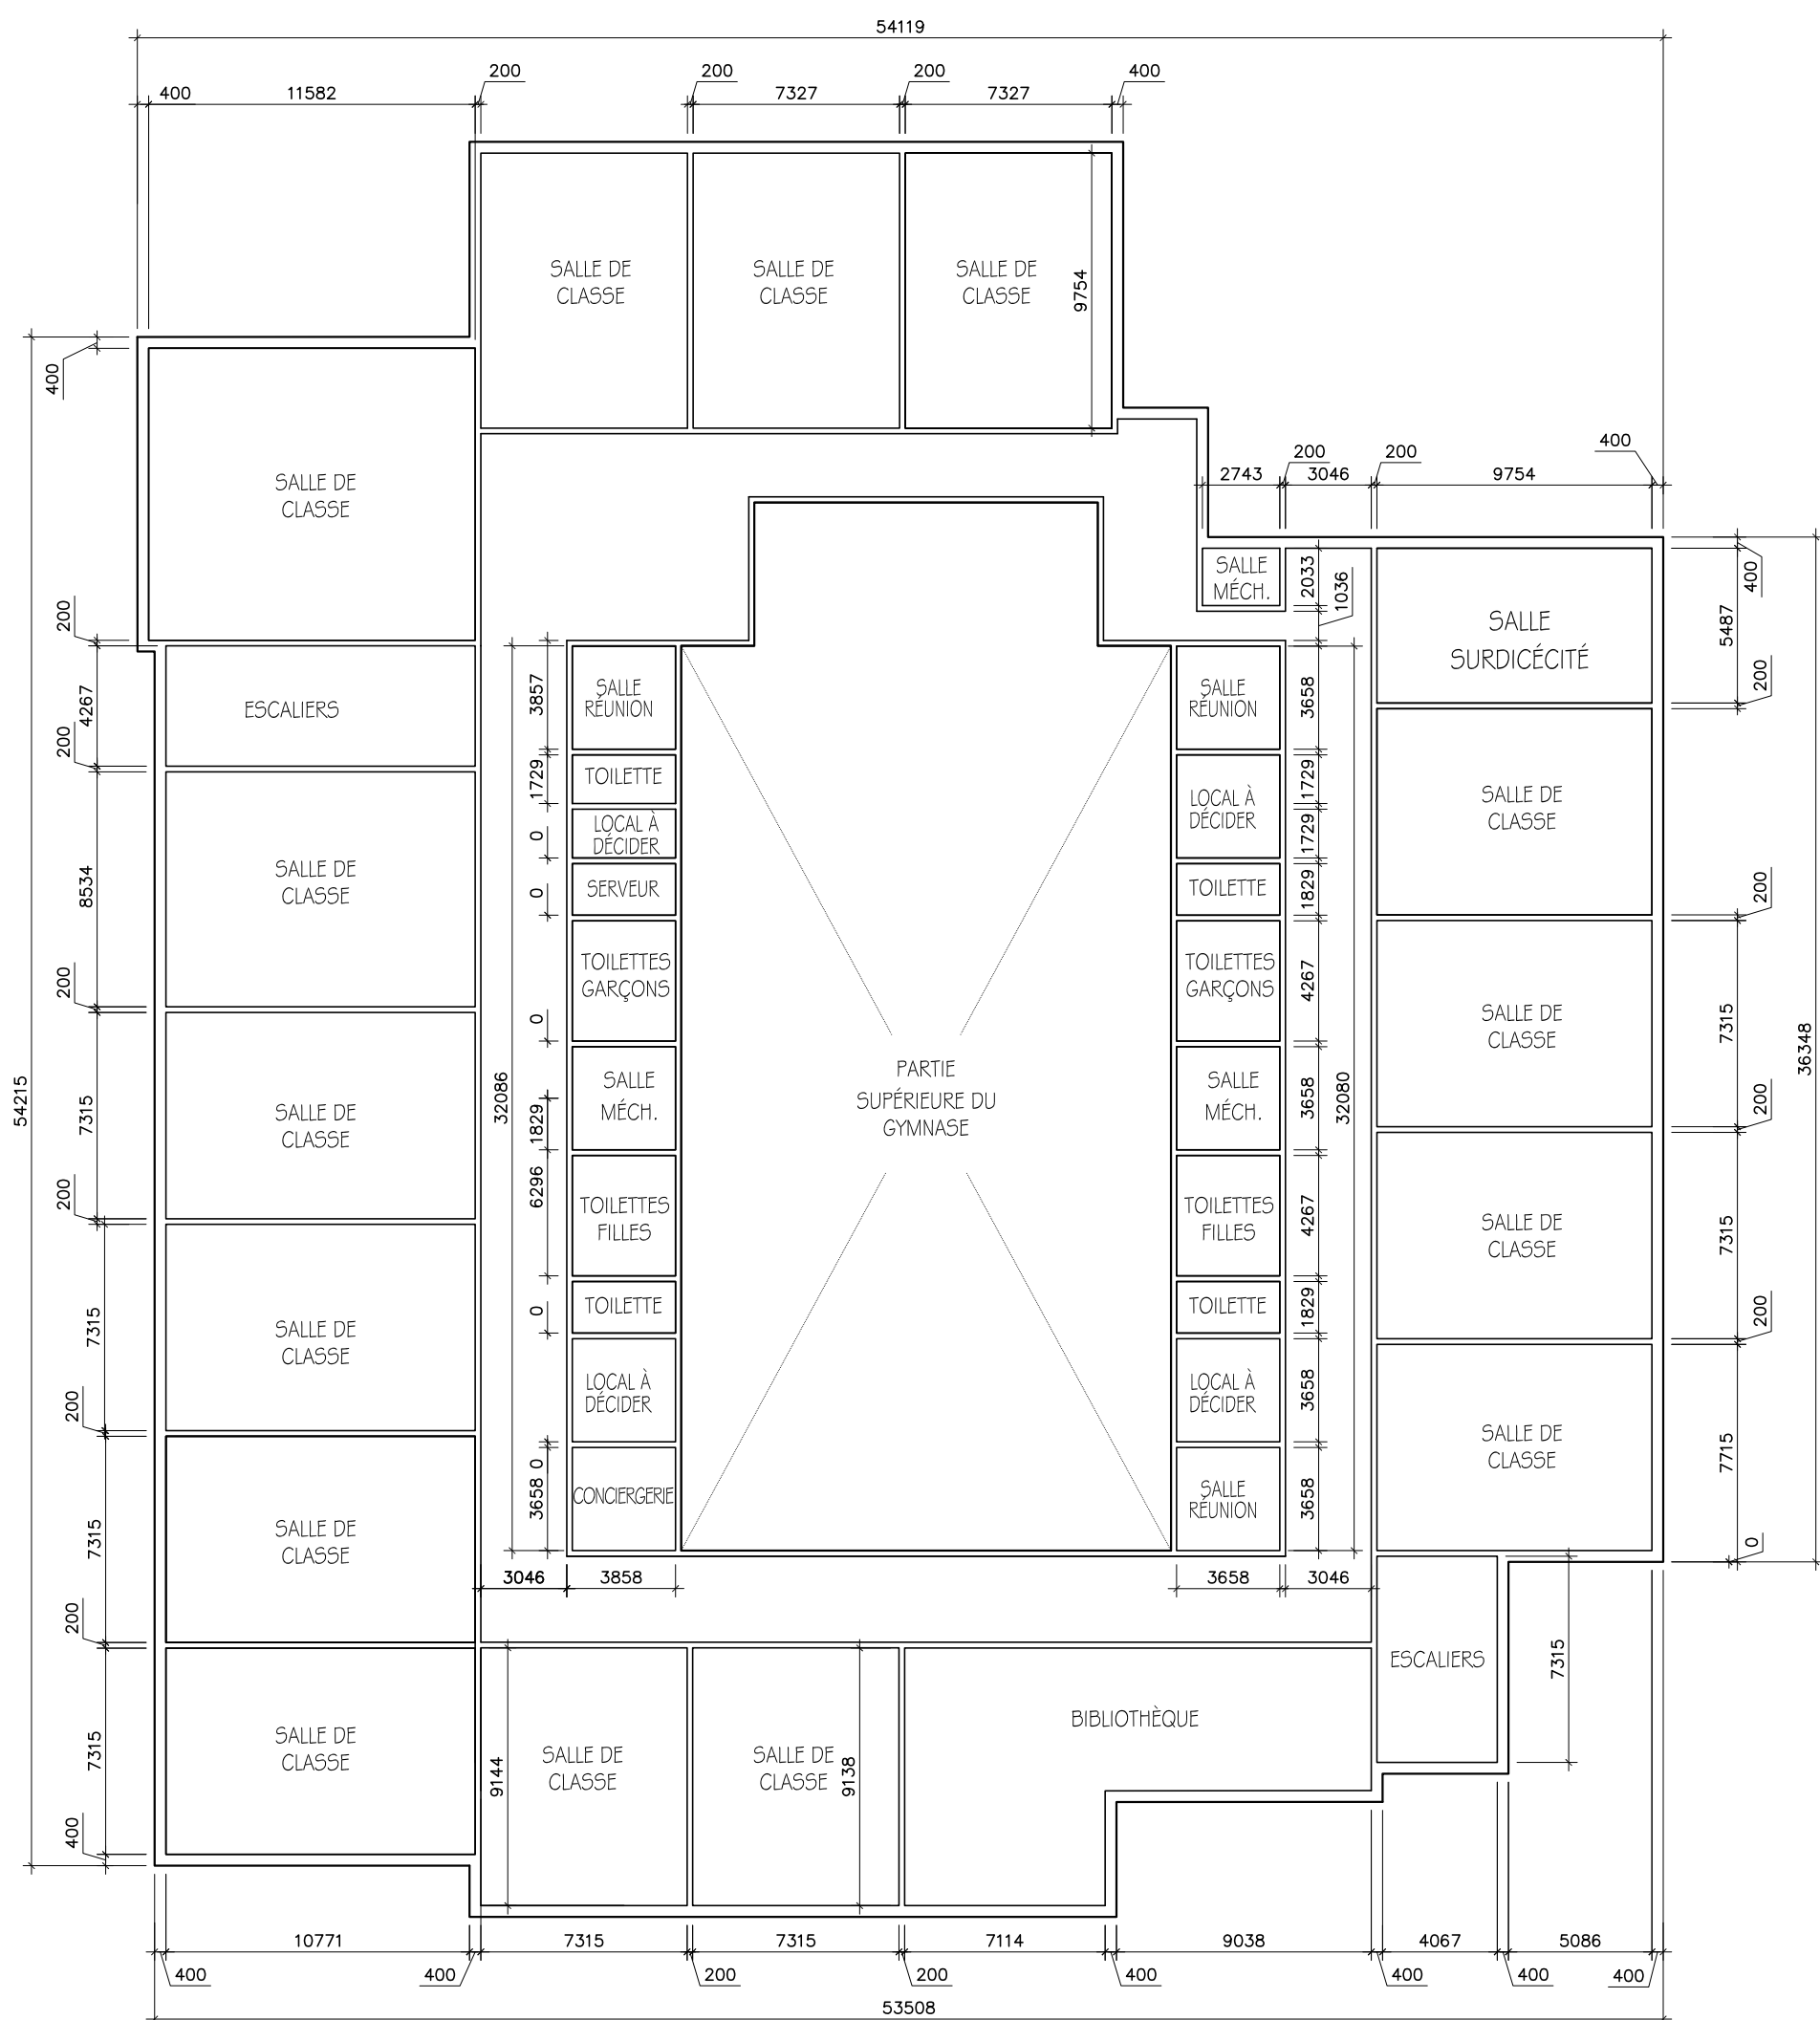 54119
200
200
200
400
400
11582
7327
7327
SALLE DE
CLASSE
SALLE DE
CLASSE
SALLE DE
CLASSE
9754
400
SALLE DE
CLASSE
400
200
200
2743
3046
9754
SALLE
MÉCH.
2033
1036
SALLE
SURDICÉCITÉ
400
5487
200
36348
200
4267
200
ESCALIERS
3857
SALLE
RÉUNION
SALLE
RÉUNION
3658
1729
TOILETTE
LOCAL À
DÉCIDER
1729
1729
0
LOCAL À
DÉCIDER
0
SERVEUR
TOILETTE
1829
SALLE DE
CLASSE
8534
SALLE DE
CLASSE
200
200
TOILETTES
GARÇONS
0
TOILETTES
GARÇONS
4267
SALLE DE
CLASSE
7315
200
54215
7315
SALLE DE
CLASSE
32086
SALLE
MÉCH.
1829
PARTIE
SUPÉRIEURE DU
GYMNASE
SALLE
MÉCH.
3658
32080
200
6296
TOILETTES
FILLES
TOILETTES
FILLES
4267
SALLE DE
CLASSE
7315
200
7315
SALLE DE
CLASSE
0
TOILETTE
TOILETTE
1829
200
LOCAL À
DÉCIDER
LOCAL À
DÉCIDER
3658
SALLE DE
CLASSE
7715
0
7315
SALLE DE
CLASSE
0
3658
CONCIERGERIE
SALLE
RÉUNION
3658
3046
3858
3658
3046
200
7315
SALLE DE
CLASSE
400
9144
SALLE DE
CLASSE
SALLE DE
CLASSE
9138
BIBLIOTHÈQUE
ESCALIERS
7315
10771
7315
7315
7114
9038
4067
5086
400
400
200
200
400
400
400
400
53508